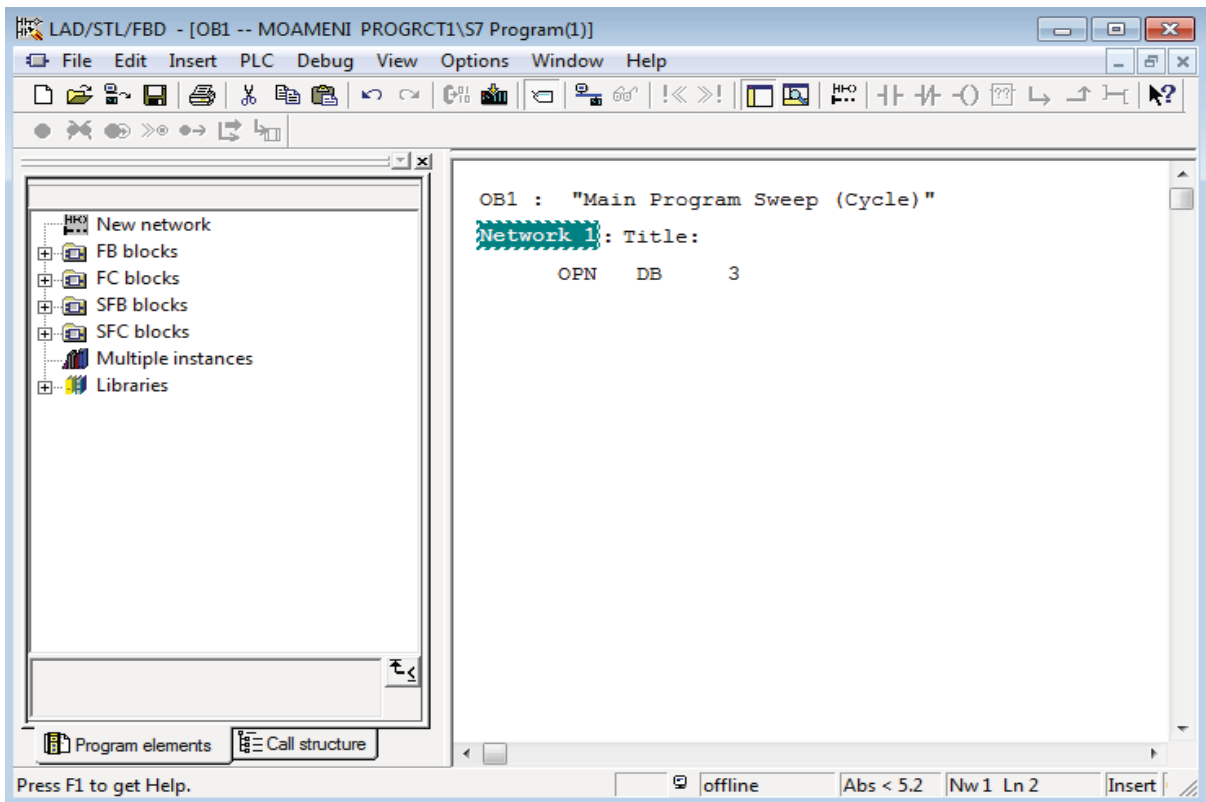 LAD/STL/FBD - [OB1 -- MOAMENI PROGRCT1\S7 Program(1)]
File Edit Insert PLC Debug View Options Window Help
New network
FB blocks
FC blocks
SFB blocks
SFC blocks
Multiple instances
Libraries
Program elements
Call structure
OB1 : "Main Program Sweep (Cycle)"
Network 1: Title:
OPN DB 3
Press F1 to get Help.
offline
Abs < 5.2
Nw 1 Ln 2
Insert